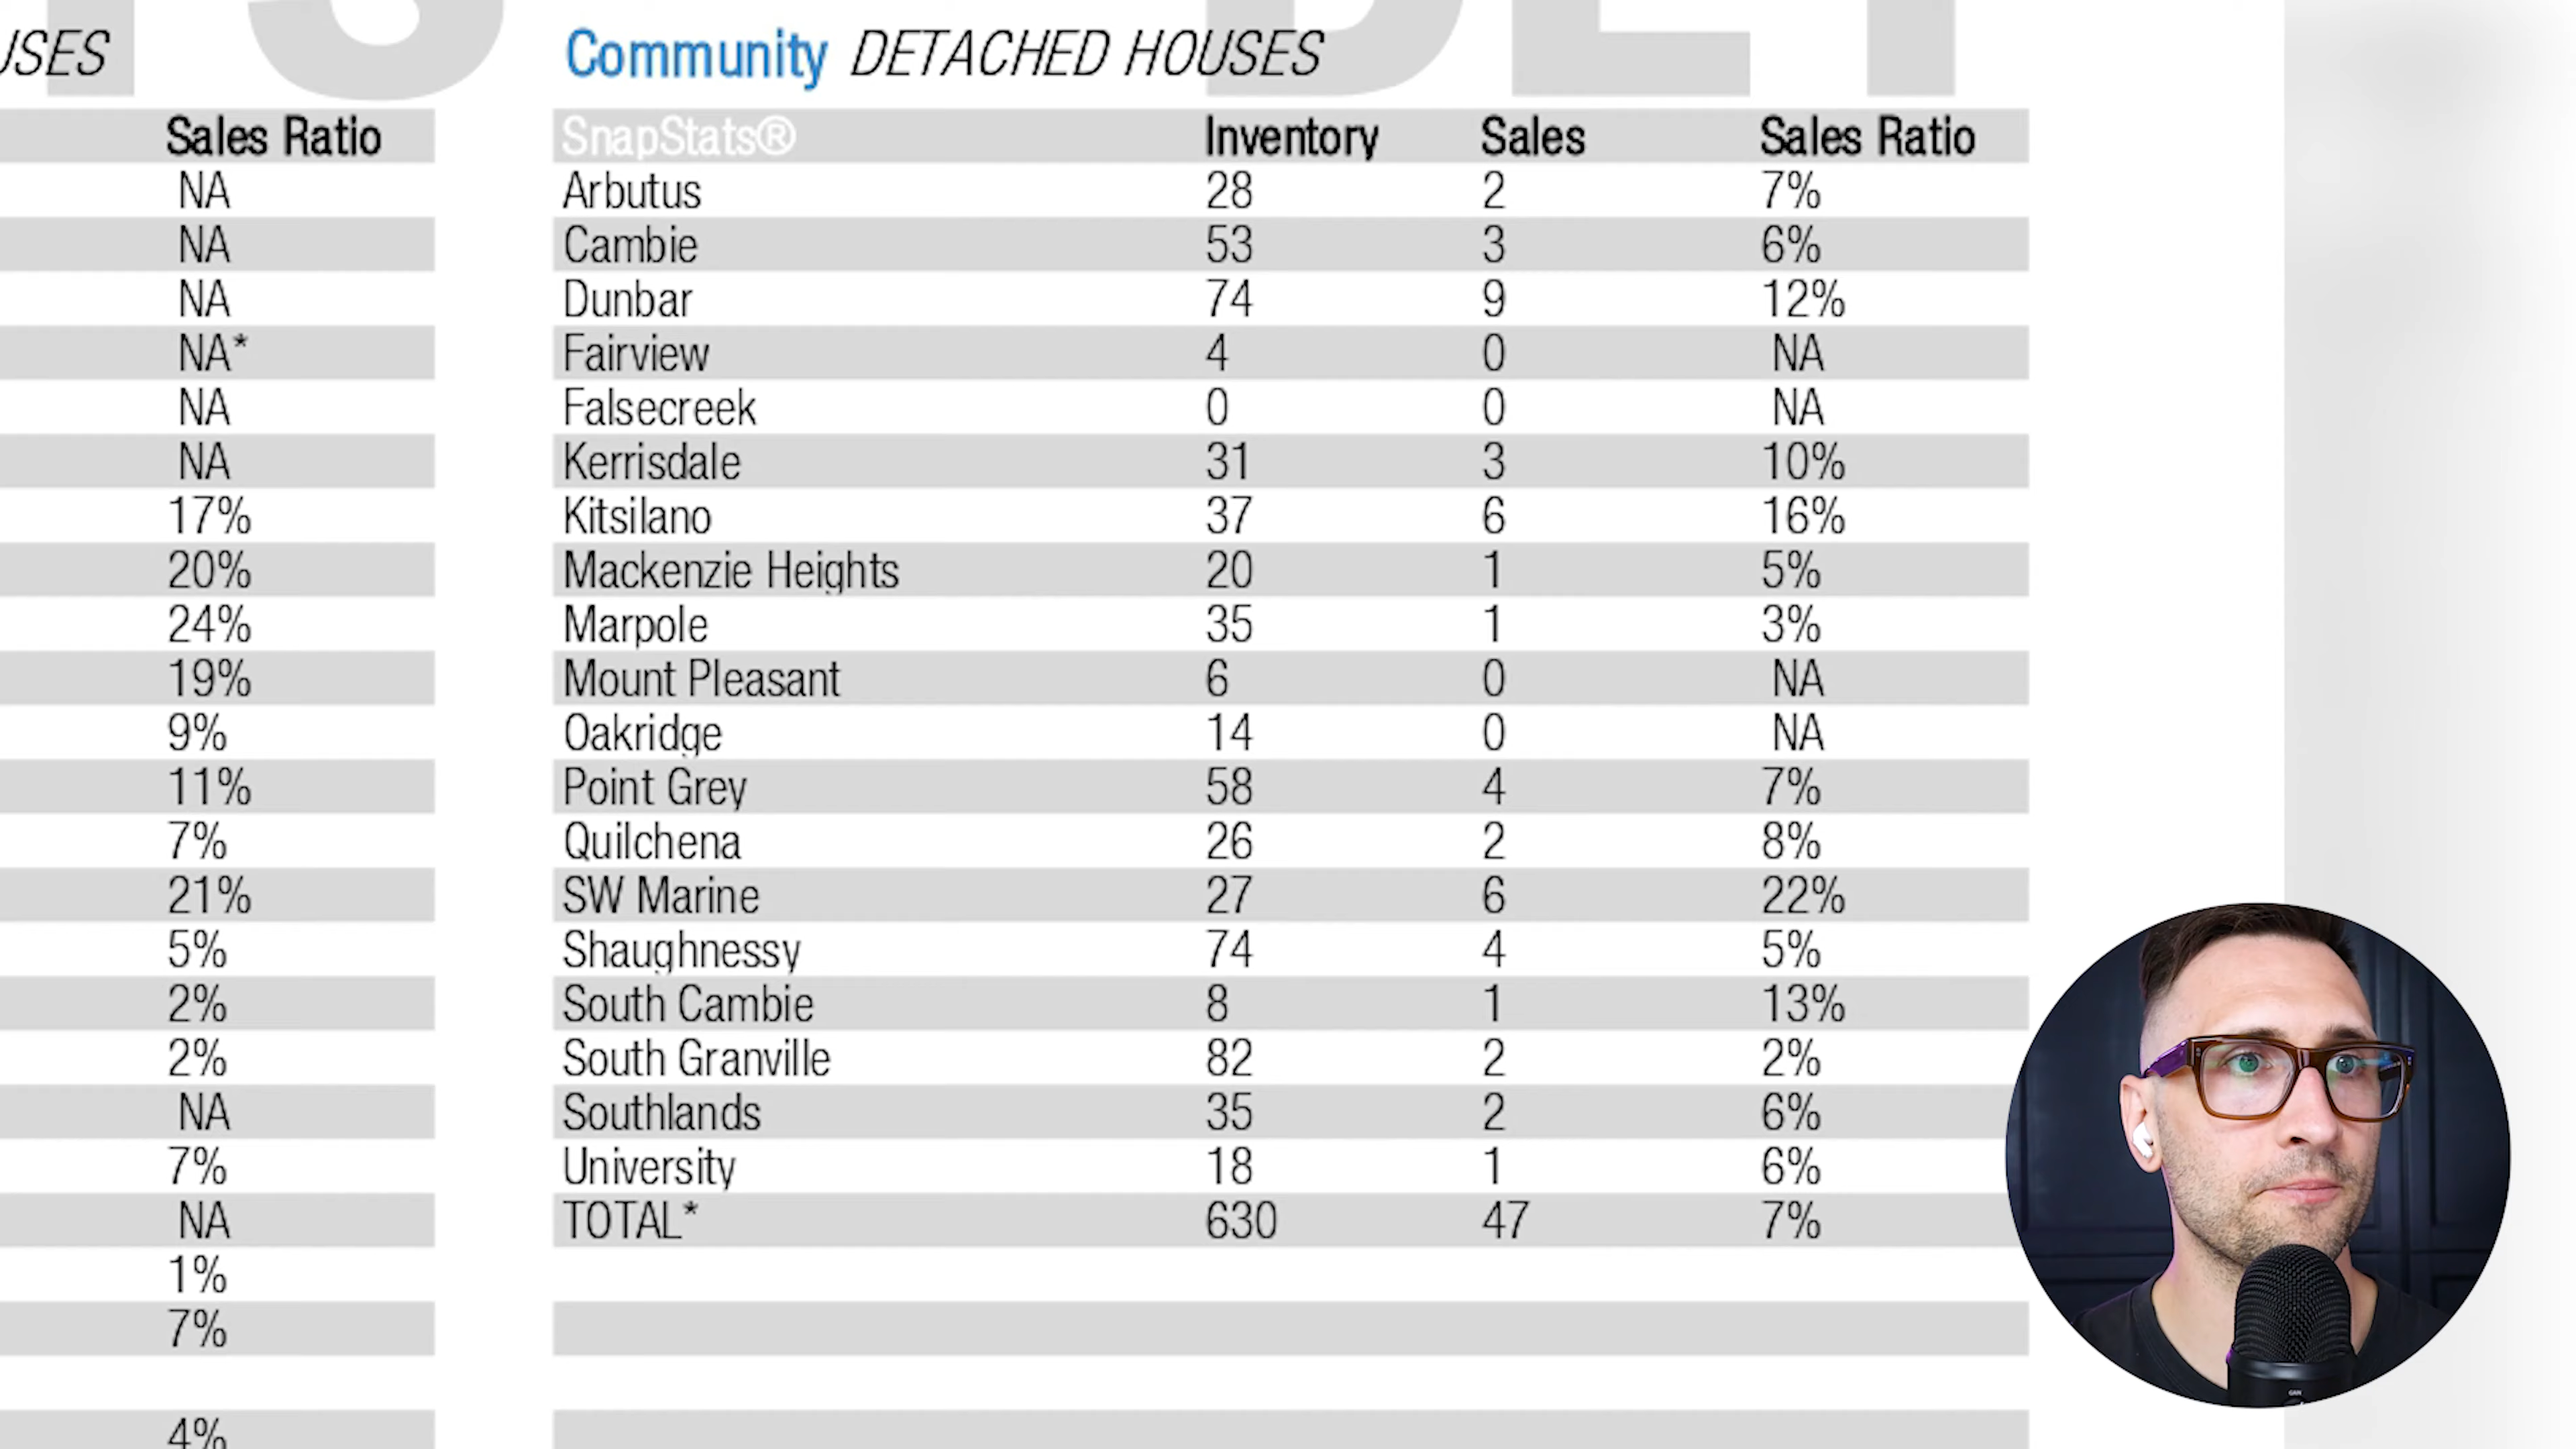 USES
Sales Ratio
NA
NA
NA
NA*
NA
NA
17%
20%
24%
19%
9%
11%
7%
21%
5%
2%
2%
NA
7%
NA
1%
7%
4%
Community DETACHED HOUSES
SnapStats® Inventory Sales Sales Ratio
Arbutus 28 2 7%
Cambie 53 3 6%
Dunbar 74 9 12%
Fairview 4 0 NA
Falsecreek 0 0 NA
Kerrisdale 31 3 10%
Kitsilano 37 6 16%
Mackenzie Heights 20 1 5%
Marpole 35 1 3%
Mount Pleasant 6 0 NA
Oakridge 14 0 NA
Point Grey 58 4 7%
Quilchena 26 2 8%
SW Marine 27 6 22%
Shaughnessy 74 4 5%
South Cambie 8 1 13%
South Granville 82 2 2%
Southlands 35 2 6%
University 18 1 6%
TOTAL* 630 47 7%